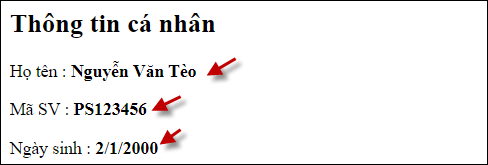 Thông tin cá nhân
Họ tên : Nguyễn Văn Tèo
Mã SV : PS123456
Ngày sinh : 2/1/2000